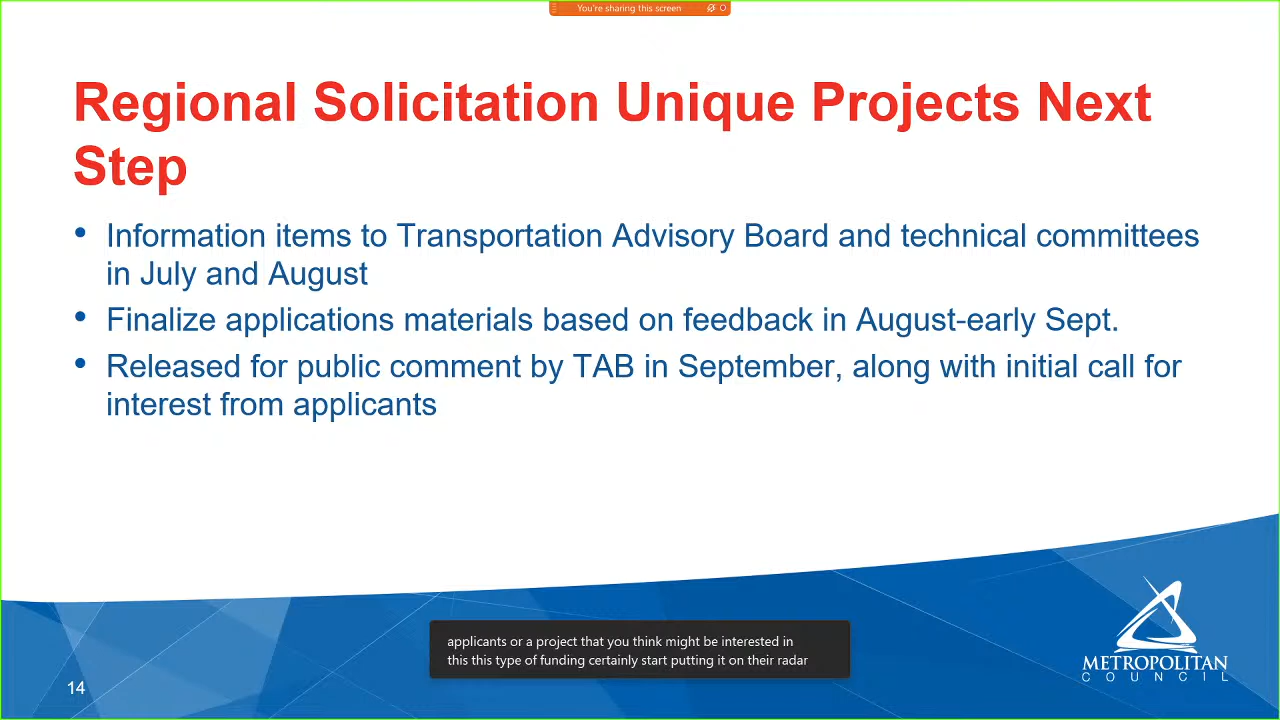 You're sharing this screen
Regional Solicitation Unique Projects Next
Step
• Information items to Transportation Advisory Board and technical committees
in July and August
• Finalize applications materials based on feedback in August-early Sept.
• Released for public comment by TAB in September, along with initial call for
interest from applicants
applicants or a project that you think might be interested in
this this type of funding certainly start putting it on their radar
METROPOLITAN
COUNCIL
14